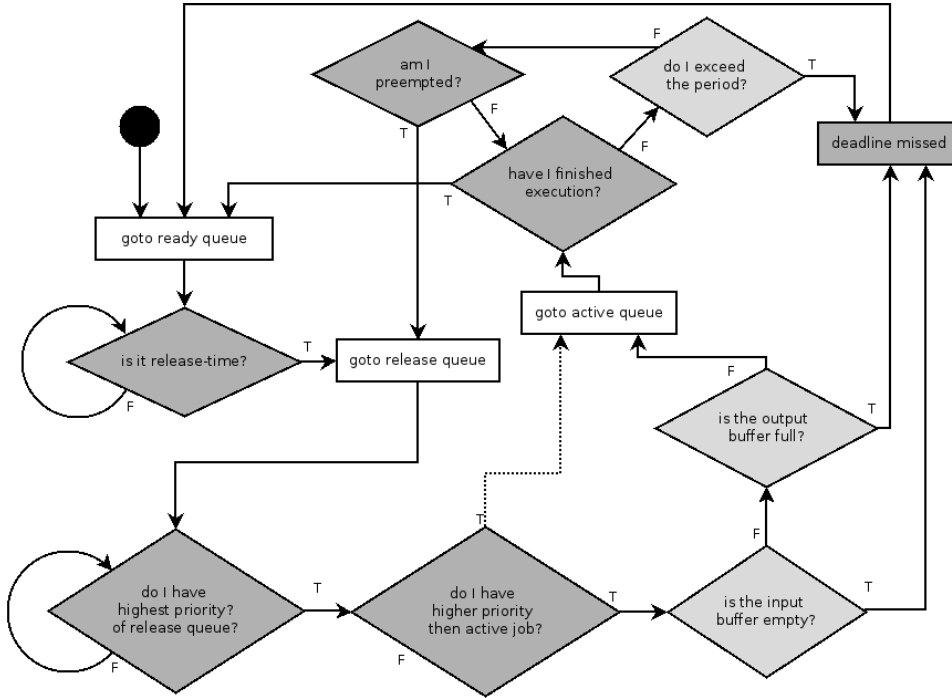 F
am I
preempted?
do I exceed
the period?
T
F
T
F
deadline missed
have I finished
execution?
T
goto ready queue
goto active queue
is it release-time?
T
goto release queue
F
F
T
is the output
buffer full?
T
F
do I have
highest priority?
of release queue?
T
do I have
higher priority
then active job?
T
is the input
buffer empty?
T
F
F